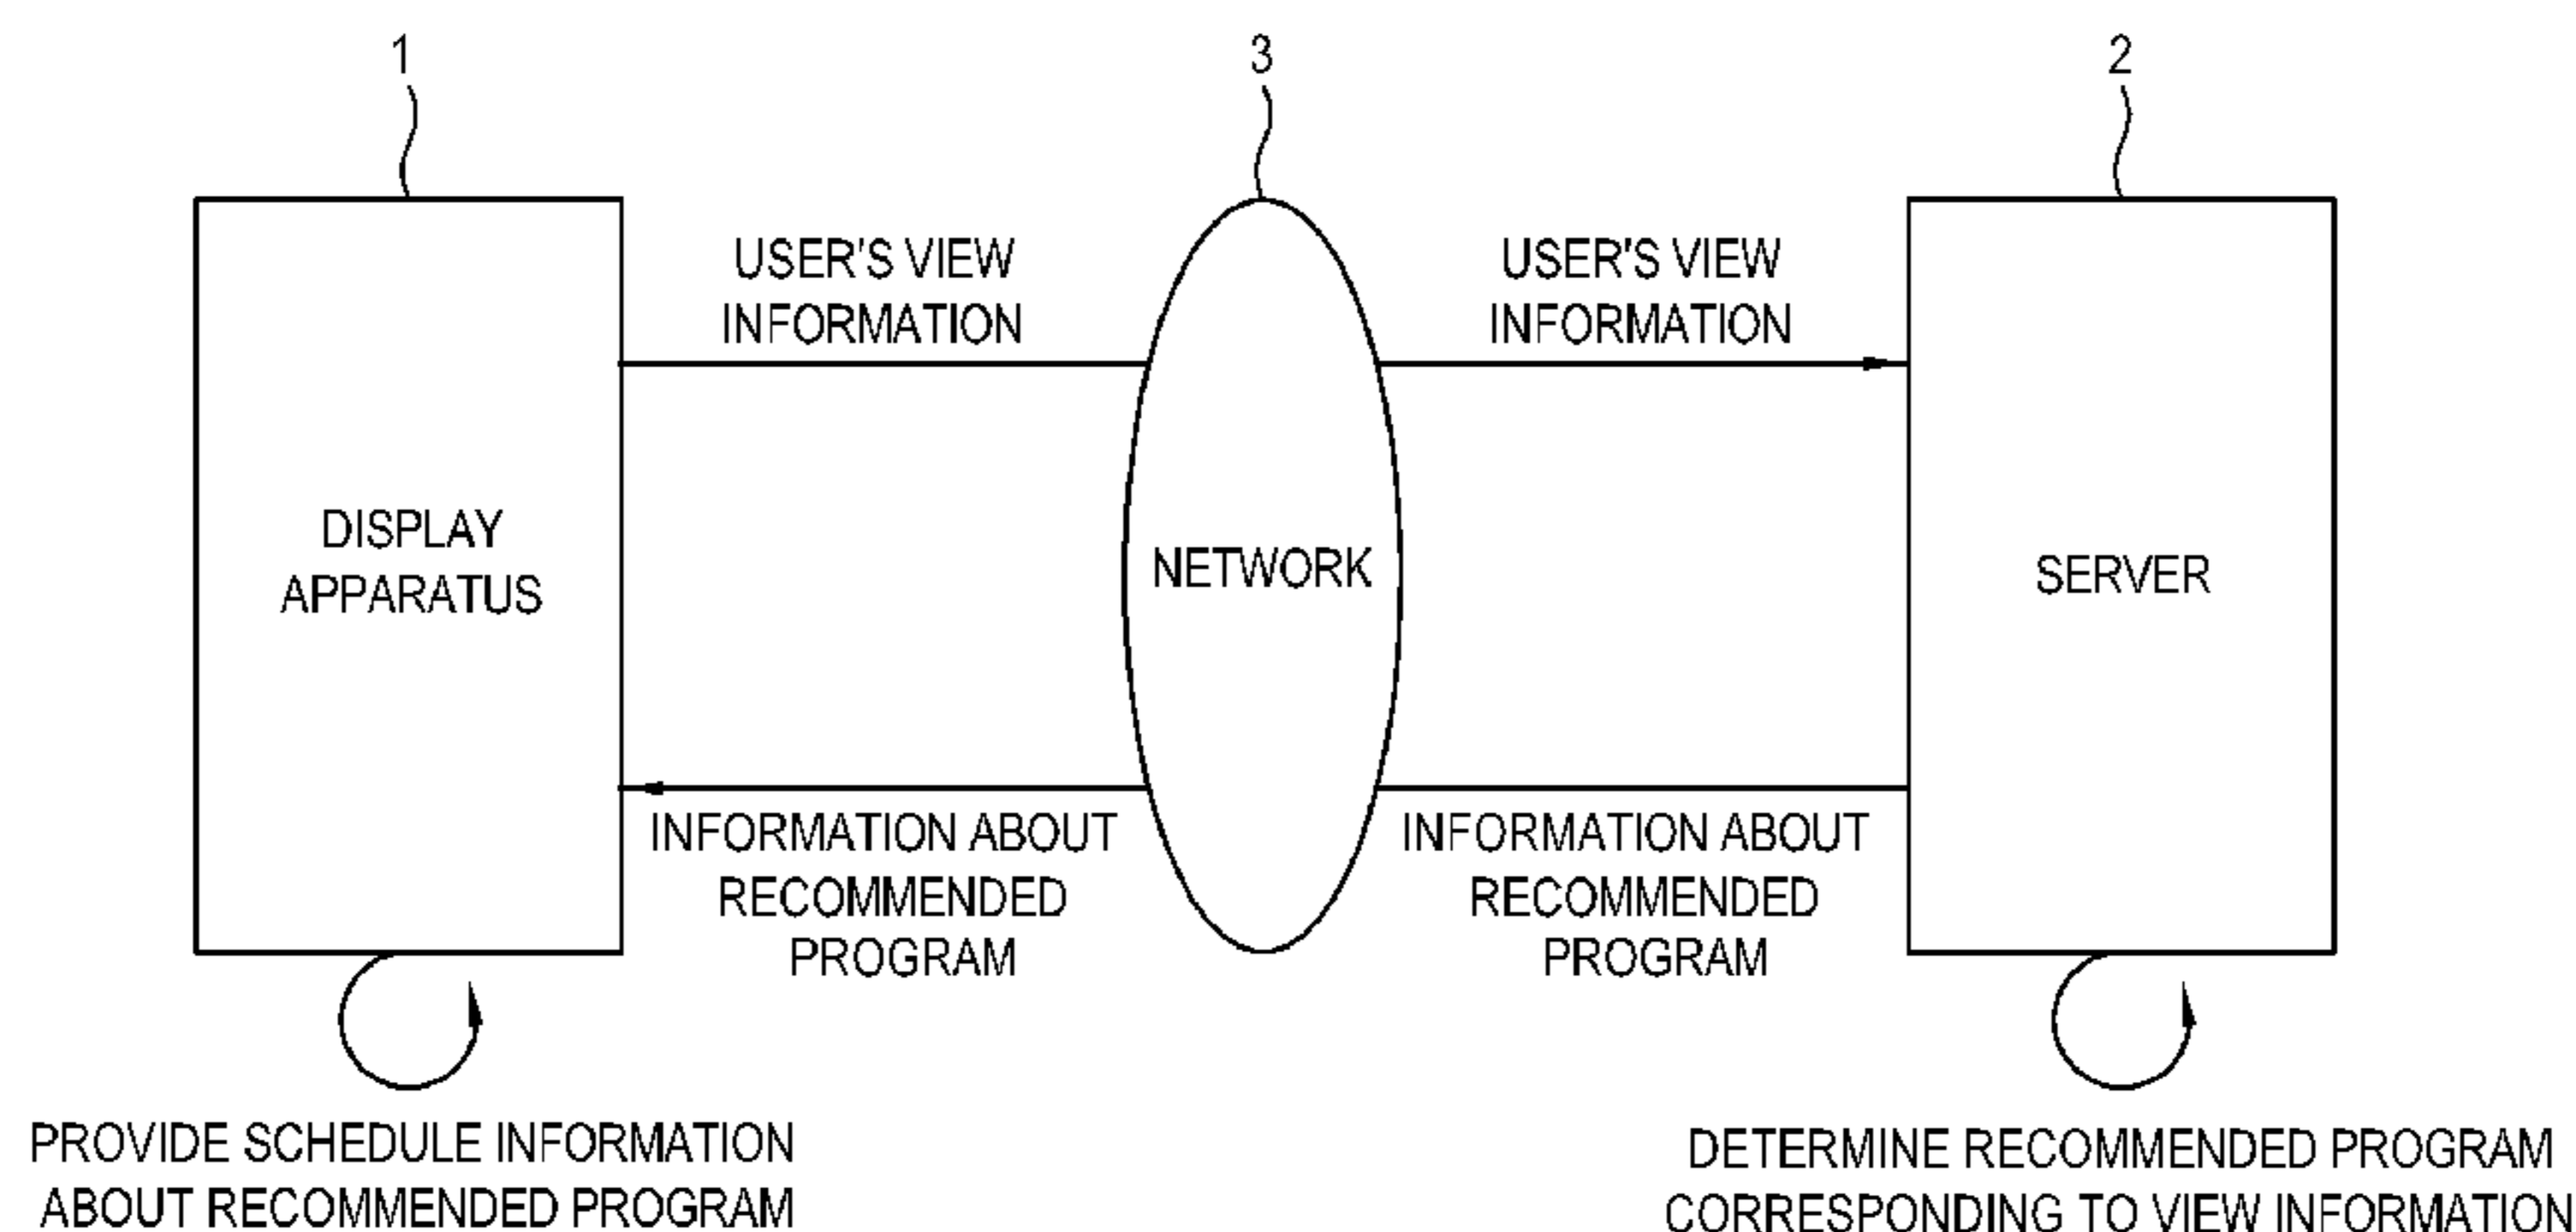 1
3
2
USER'S VIEW
INFORMATION
USER'S VIEW
INFORMATION
DISPLAY
APPARATUS
NETWORK
SERVER
INFORMATION ABOUT
RECOMMENDED
PROGRAM
INFORMATION ABOUT
RECOMMENDED
PROGRAM
PROVIDE SCHEDULE INFORMATION
ABOUT RECOMMENDED PROGRAM
DETERMINE RECOMMENDED PROGRAM
CORRESPONDING TO VIEW INFORMATION